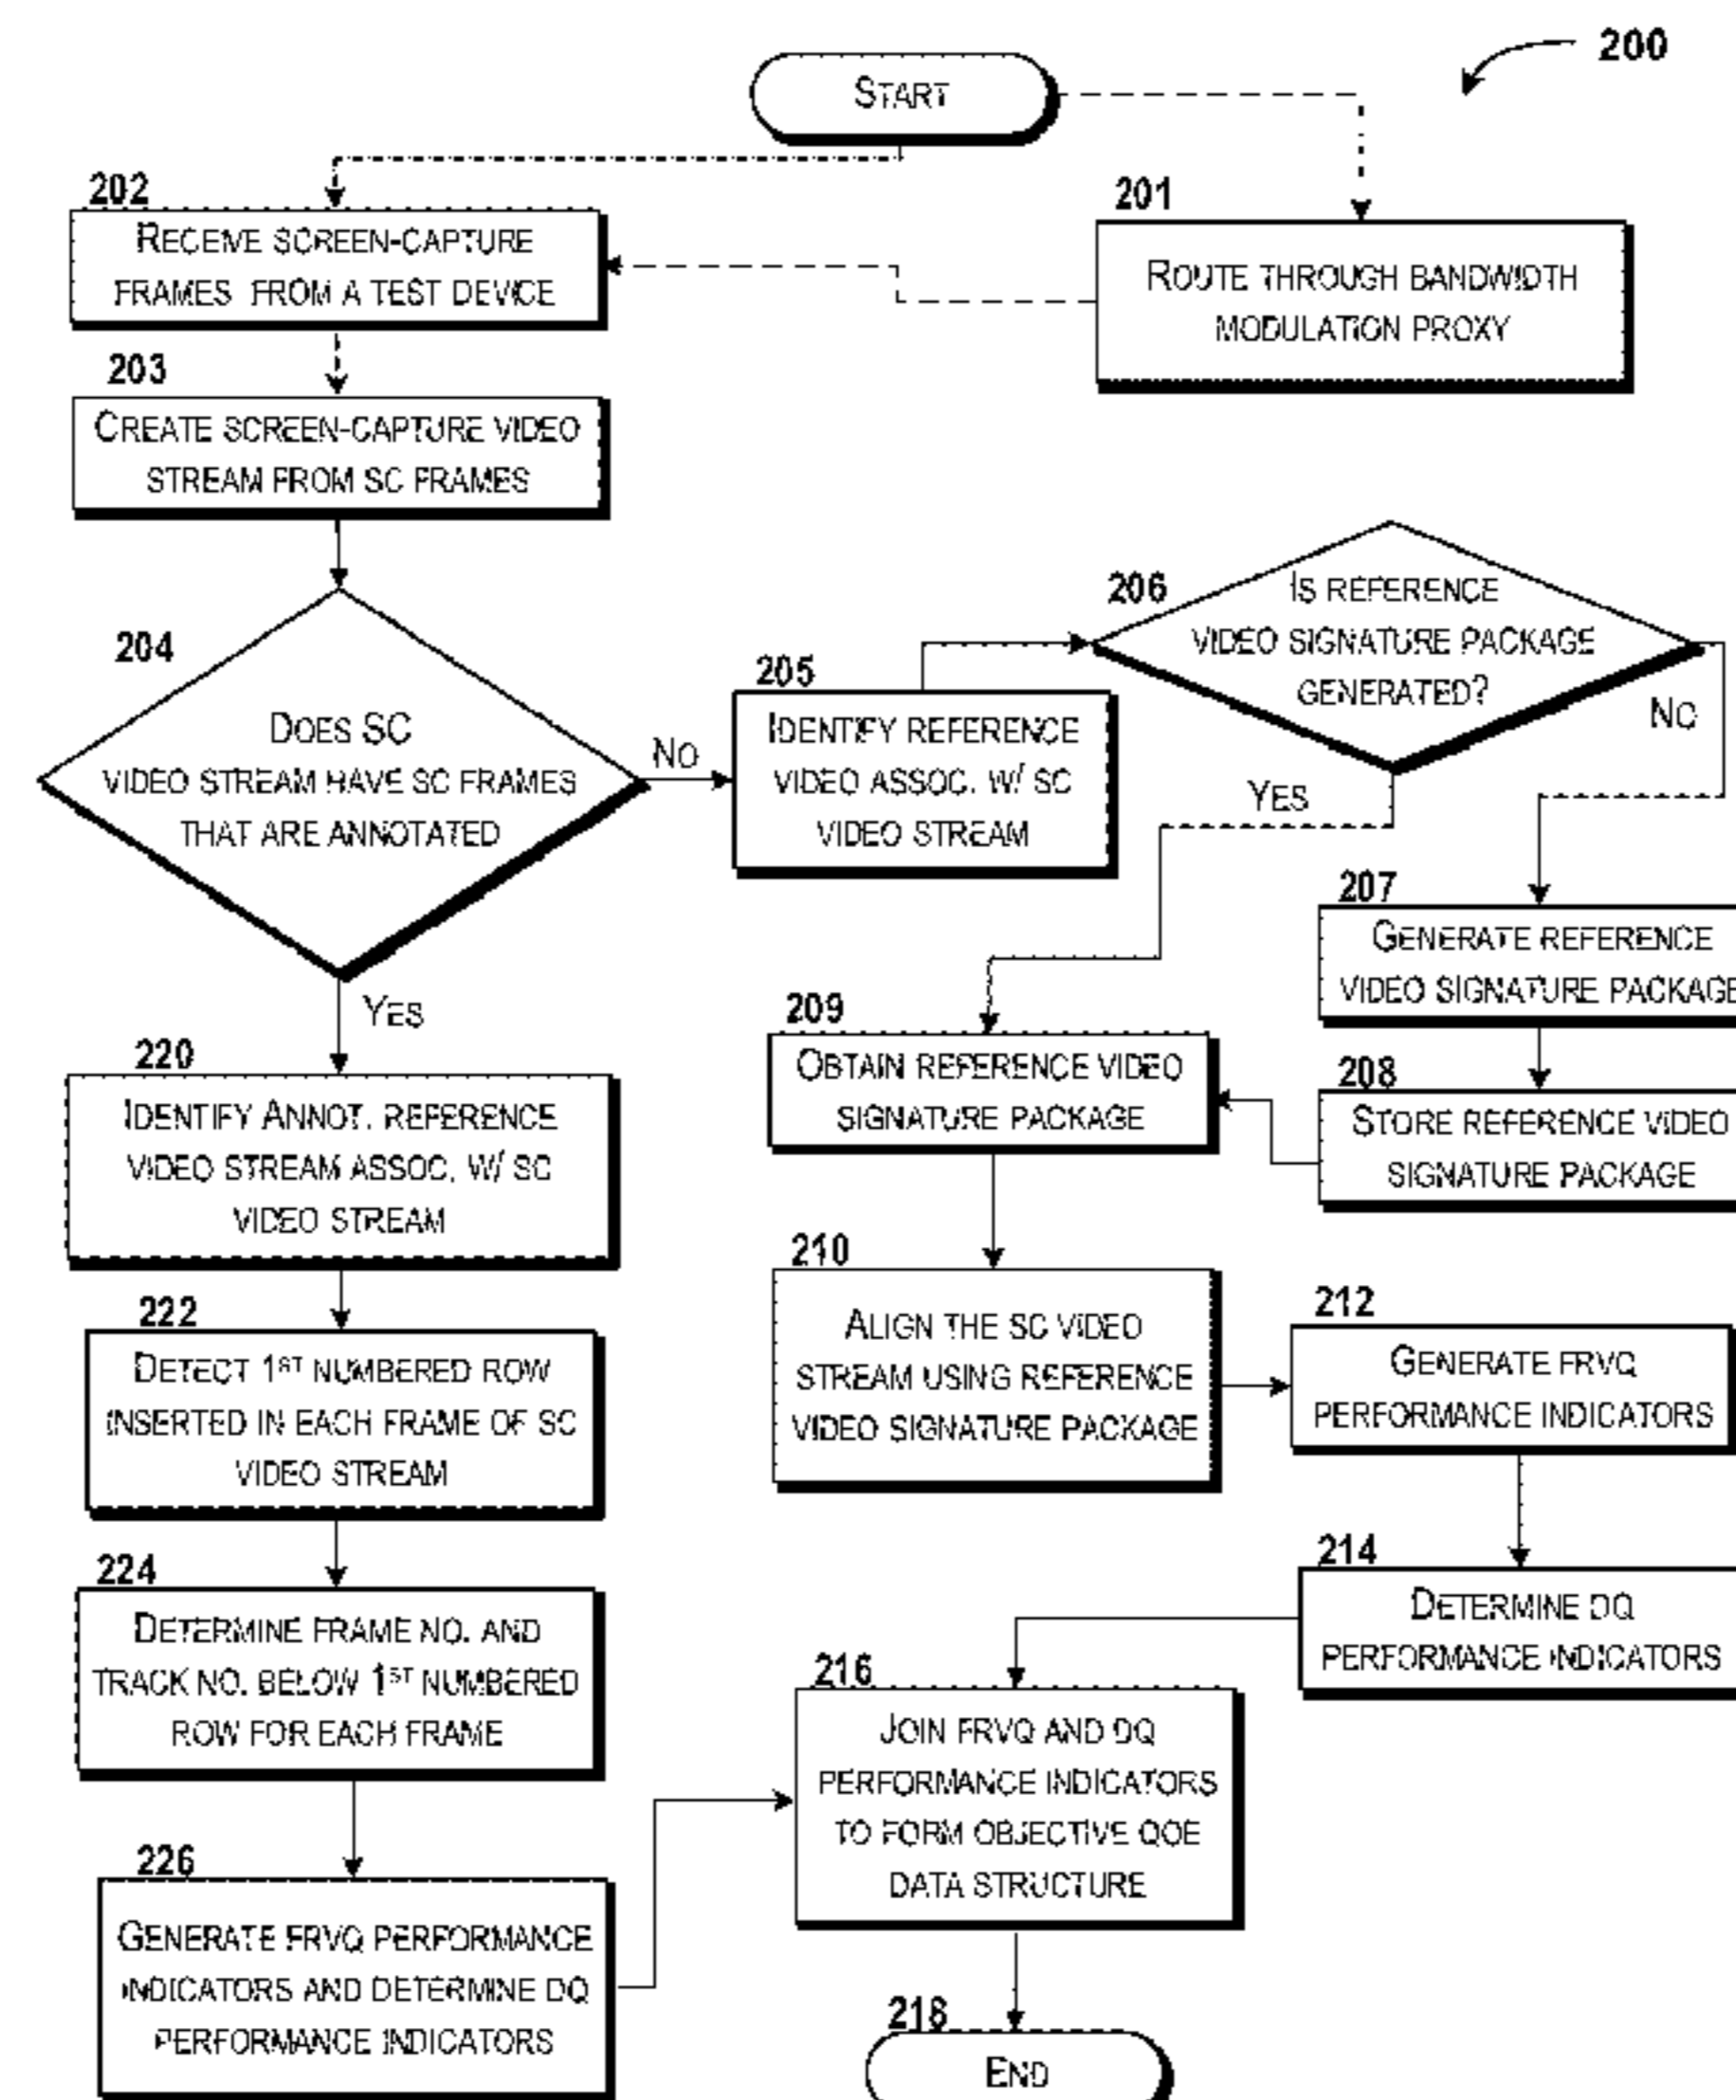 200
START
202
RECEIVE SCREEN-CAPTURE
FRAMES FROM A TEST DEVICE
201
ROUTE THROUGH BANDWIDTH
MODULATION PROXY
203
CREATE SCREEN-CAPTURE VIDEO
STREAM FROM SC FRAMES
204
DOES SC
VIDEO STREAM HAVE SC FRAMES
THAT ARE ANNOTATED
NO
YES
205
IDENTIFY REFERENCE
VIDEO ASSOC. W/ SC
VIDEO STREAM
206
IS REFERENCE
VIDEO SIGNATURE PACKAGE
GENERATED?
NO
YES
207
GENERATE REFERENCE
VIDEO SIGNATURE PACKAGE
208
STORE REFERENCE VIDEO
SIGNATURE PACKAGE
209
OBTAIN REFERENCE VIDEO
SIGNATURE PACKAGE
210
ALIGN THE SC VIDEO
STREAM USING REFERENCE
VIDEO SIGNATURE PACKAGE
212
GENERATE FRVQ
PERFORMANCE INDICATORS
214
DETERMINE DQ
PERFORMANCE INDICATORS
220
IDENTIFY ANNOT. REFERENCE
VIDEO STREAM ASSOC. W/ SC
VIDEO STREAM
222
DETECT 1ST NUMBERED ROW
INSERTED IN EACH FRAME OF SC
VIDEO STREAM
224
DETERMINE FRAME NO. AND
TRACK NO. BELOW 1ST NUMBERED
ROW FOR EACH FRAME
226
GENERATE FRVQ PERFORMANCE
INDICATORS AND DETERMINE DQ
PERFORMANCE INDICATORS
216
JOIN FRVQ AND DQ
PERFORMANCE INDICATORS
TO FORM OBJECTIVE QOE
DATA STRUCTURE
218
END